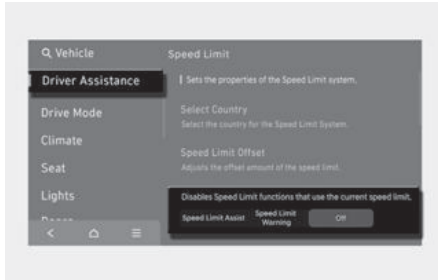 Vehicle
Driver Assistance
Drive Mode
Climate
Seat
Lights
Doors
Speed Limit
Sets the properties of the Speed Limit system.
Select Country
Select the country for the Speed Limit System.
Speed Limit Offset
Adjusts the offset amount of the speed limit.
Disables Speed Limit functions that use the current speed limit.
Speed Limit Assist
Speed Limit
Warning
Off